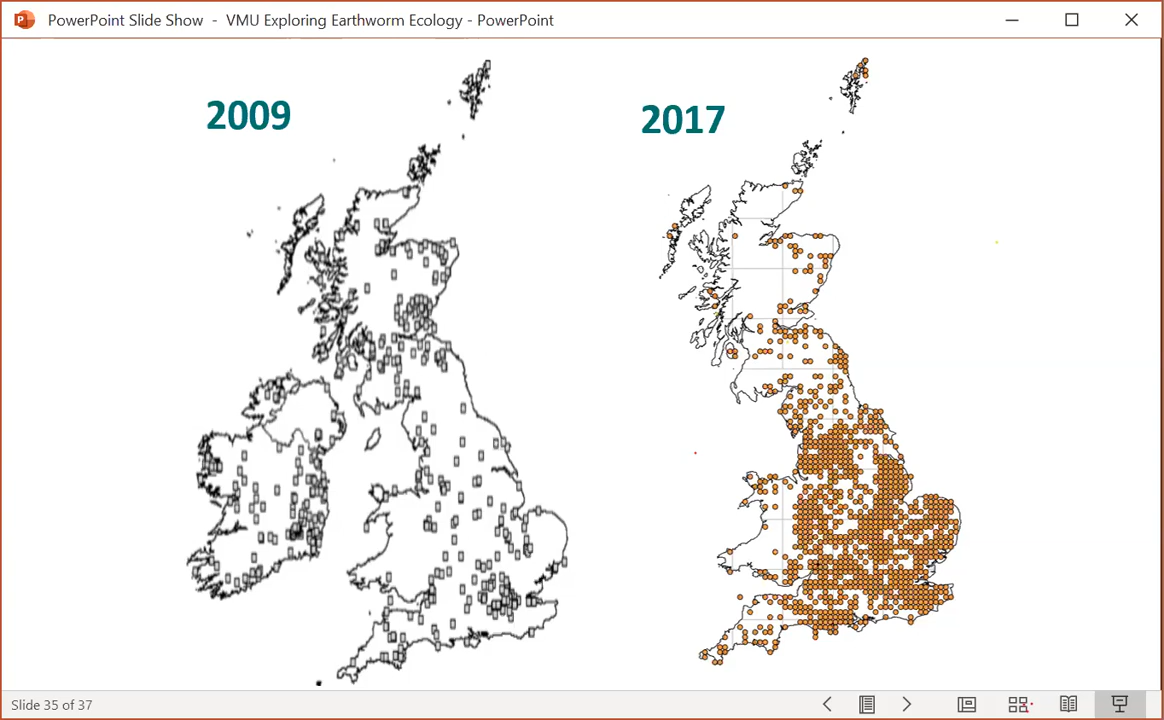 PowerPoint Slide Show - VMU Exploring Earthworm Ecology - PowerPoint
2009
2017
Slide 35 of 37